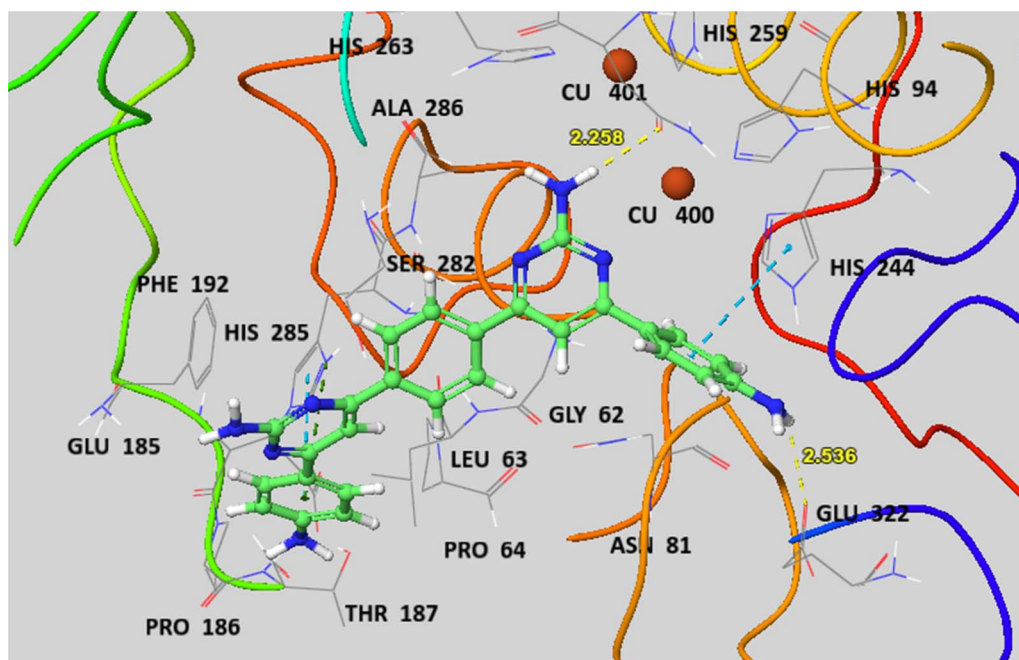 HIS 263
HIS 259
CU 401
HIS 94
ALA 286
2.258
CU 400
SER 282
HIS 244
PHE 192
HIS 285
GLY 62
GLU 185
LEU 63
2.536
GLU 322
PRO 64
ASN 81
THR 187
PRO 186